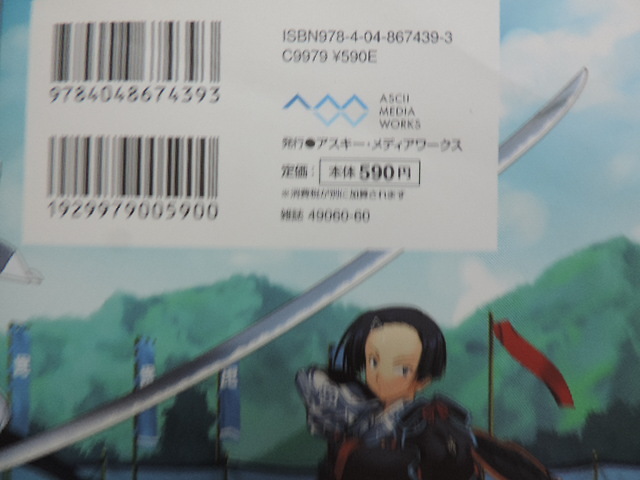 ISBN978-4-04-867439-3
C9979 ¥590E
9784048674393
ASCII
MEDIA
WORKS
発行●アスキー・メディアワークス
定価: 本体590円
※消費税が別に加算されます
1929979005900
雑誌 49060-60